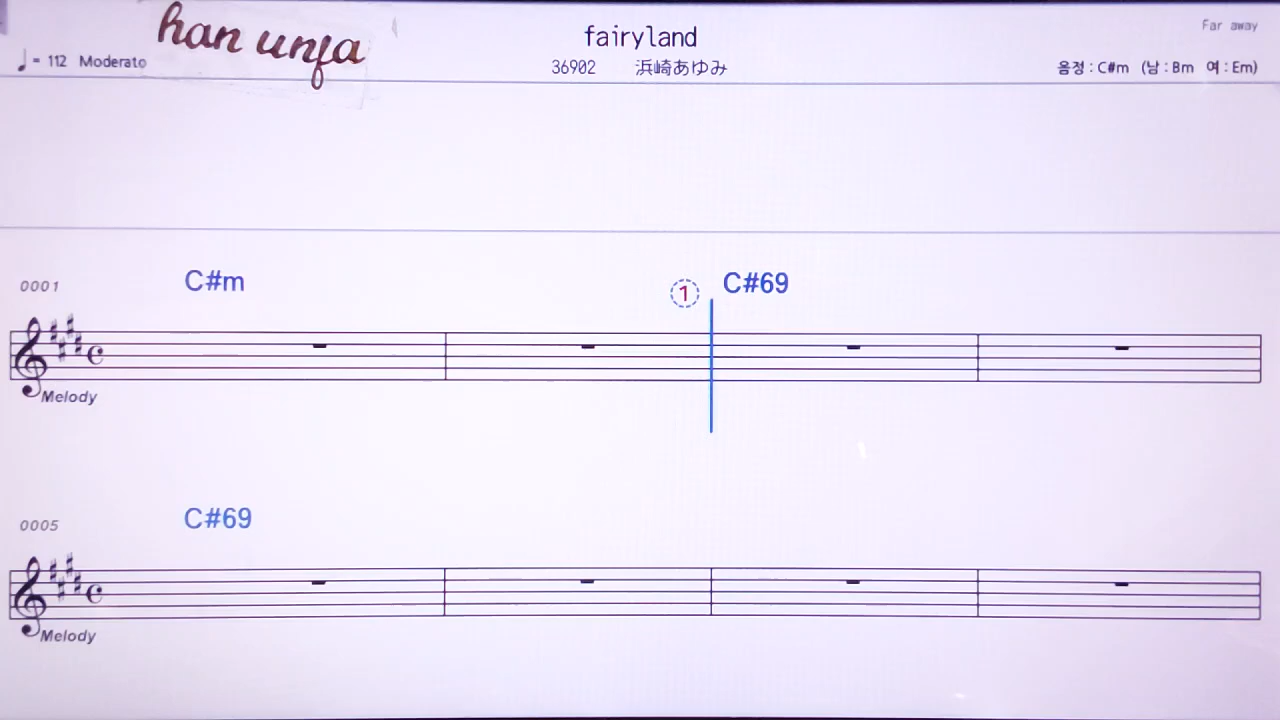 han unfa
fairyland
Far away
♩= 112 Moderato
36902 浜崎あゆみ
음정 : C#m (남 : Bm 여 : Em)
0001
C#m
1
C#69
Melody
0005
C#69
Melody